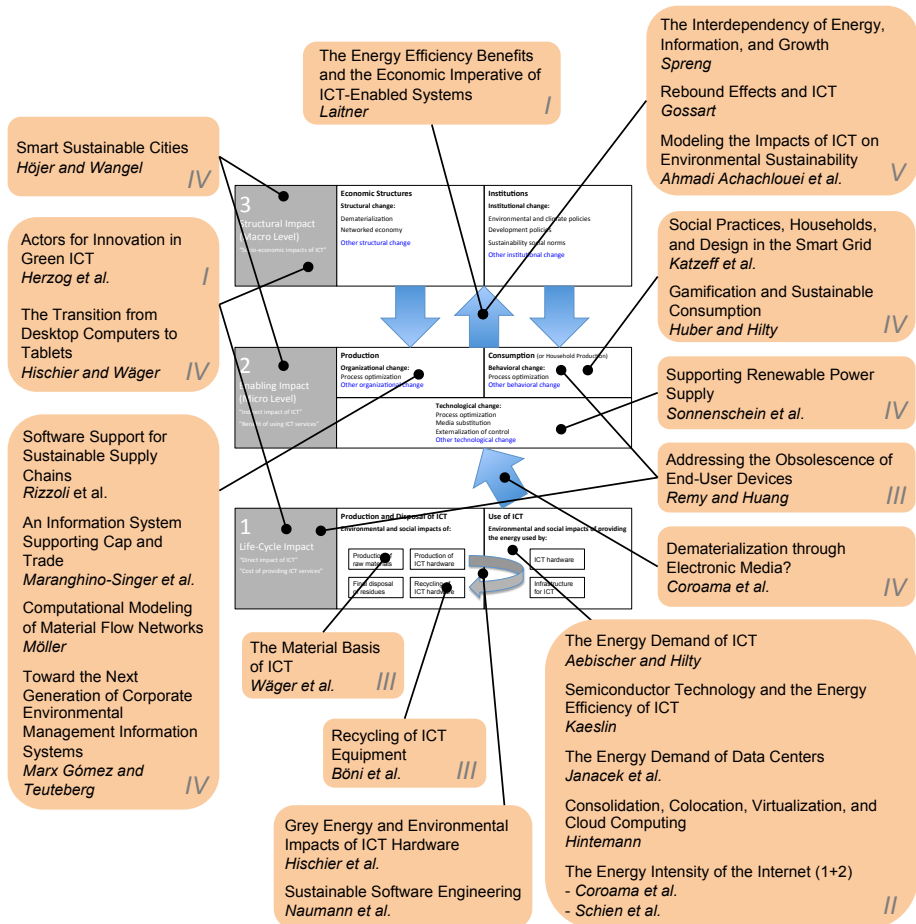 The Energy Efficiency Benefits
and the Economic Imperative of
ICT-Enabled Systems
Laitner
I
The Interdependency of Energy,
Information, and Growth
Spreng
Rebound Effects and ICT
Gossart
Modeling the Impacts of ICT on
Environmental Sustainability
Ahmadi Achachlouei et al.
V
Smart Sustainable Cities
Höjer and Wangel
IV
Actors for Innovation in
Green ICT
Herzog et al.
I
The Transition from
Desktop Computers to
Tablets
Hischier and Wäger
IV
Software Support for
Sustainable Supply
Chains
Rizzoli et al.
An Information System
Supporting Cap and
Trade
Maranghino-Singer et al.
Computational Modeling
of Material Flow Networks
Möller
Toward the Next
Generation of Corporate
Environmental
Management Information
Systems
Marx Gómez and
Teuteberg
IV
3
Structural Impact
(Macro Level)
"Socio-economic impacts of ICT"
Economic Structures
Structural change:
Dematerialization
Networked economy
Other structural change
Institutions
Institutional change:
Environmental and climate policies
Development policies
Sustainability social norms
Other institutional change
2
Enabling Impact
(Micro Level)
"Indirect impact of ICT"
"Benefit of using ICT services"
Production
Organizational change:
Process optimization
Other organizational change
Consumption (or Household Production)
Behavioral change:
Process optimization
Other behavioral change
Technological change:
Process optimization
Media substitution
Externalization of control
Other technological change
1
Life-Cycle Impact
"Direct impact of ICT"
"Cost of providing ICT services"
Production and Disposal of ICT
Environmental and social impacts of:
Production of
raw materials
Production of
ICT hardware
Final disposal
of residues
Recycling of
ICT hardware
Use of ICT
Environmental and social impacts of providing
the energy used by:
ICT hardware
Infrastructure
for ICT
Social Practices, Households,
and Design in the Smart Grid
Katzeff et al.
Gamification and Sustainable
Consumption
Huber and Hilty
IV
Supporting Renewable Power
Supply
Sonnenschein et al.
IV
Addressing the Obsolescence of
End-User Devices
Remy and Huang
III
Dematerialization through
Electronic Media?
Coroama et al.
IV
The Material Basis
of ICT
Wäger et al.
III
Recycling of ICT
Equipment
Böni et al.
III
Grey Energy and Environmental
Impacts of ICT Hardware
Hischier et al.
Sustainable Software Engineering
Naumann et al.
The Energy Demand of ICT
Aebischer and Hilty
Semiconductor Technology and the Energy
Efficiency of ICT
Kaeslin
The Energy Demand of Data Centers
Janacek et al.
Consolidation, Colocation, Virtualization, and
Cloud Computing
Hintemann
The Energy Intensity of the Internet (1+2)
- Coroama et al.
- Schien et al.
II